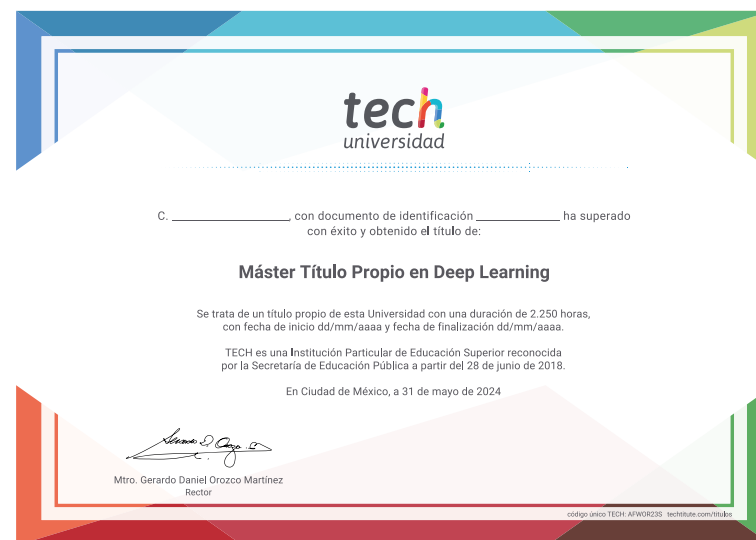 tech
universidad
C. ____________________, con documento de identificación ______________ ha superado
con éxito y obtenido el título de:
Máster Título Propio en Deep Learning
Se trata de un título propio de esta Universidad con una duración de 2.250 horas,
con fecha de inicio dd/mm/aaaa y fecha de finalización dd/mm/aaaa.
TECH es una Institución Particular de Educación Superior reconocida
por la Secretaría de Educación Pública a partir del 28 de junio de 2018.
En Ciudad de México, a 31 de mayo de 2024
Mtro. Gerardo Daniel Orozco Martínez
Rector
código único TECH: AFWOR23S techtitute.com/titulos